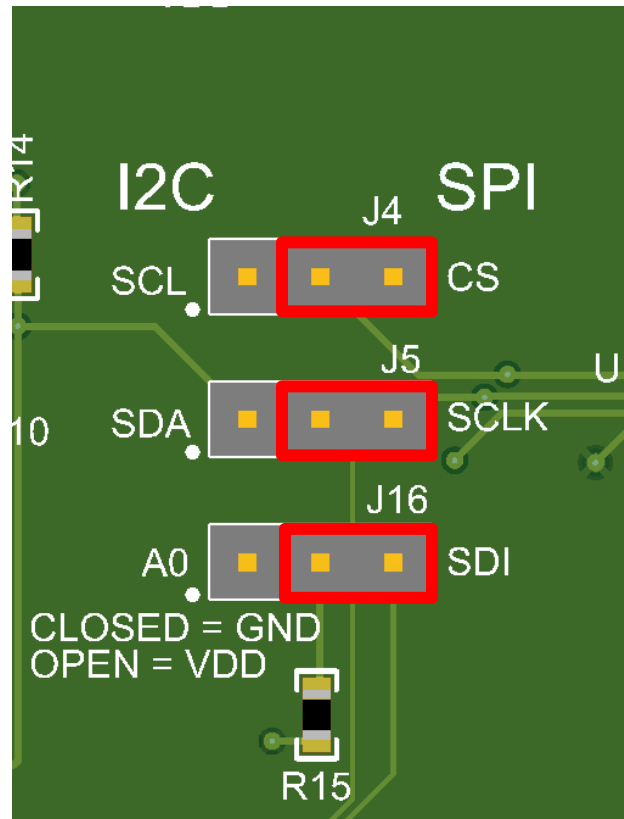 R14
I2C
SPI
J4
SCL
CS
J5
U
SDA
SCLK
10
J16
A0
SDI
CLOSED = GND
OPEN = VDD
R15